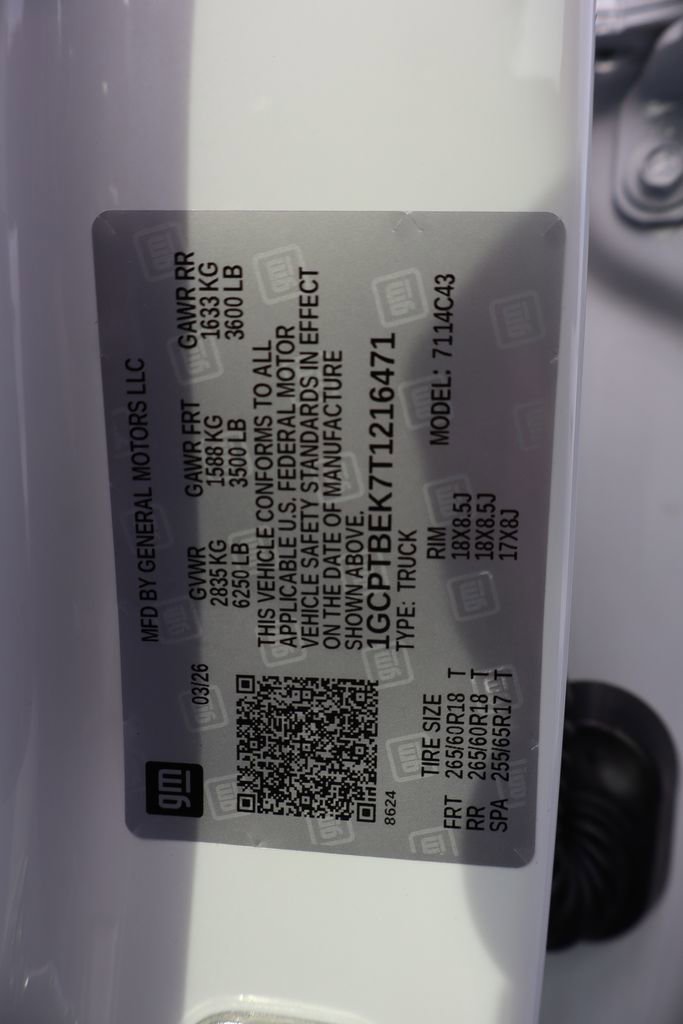 gm
MFD BY GENERAL MOTORS LLC
03/26
GVWR GAWR FRT GAWR RR
2835 KG 1588 KG 1633 KG
6250 LB 3500 LB 3600 LB
THIS VEHICLE CONFORMS TO ALL
APPLICABLE U.S. FEDERAL MOTOR
VEHICLE SAFETY STANDARDS IN EFFECT
ON THE DATE OF MANUFACTURE
SHOWN ABOVE.
1GCPTBEK7T1216471
8624
TYPE: TRUCK MODEL: 7114C43
TIRE SIZE RIM
FRT 265/60R18 T 18X8.5J
RR 265/60R18 T 18X8.5J
SPA 255/65R17 T 17X8J